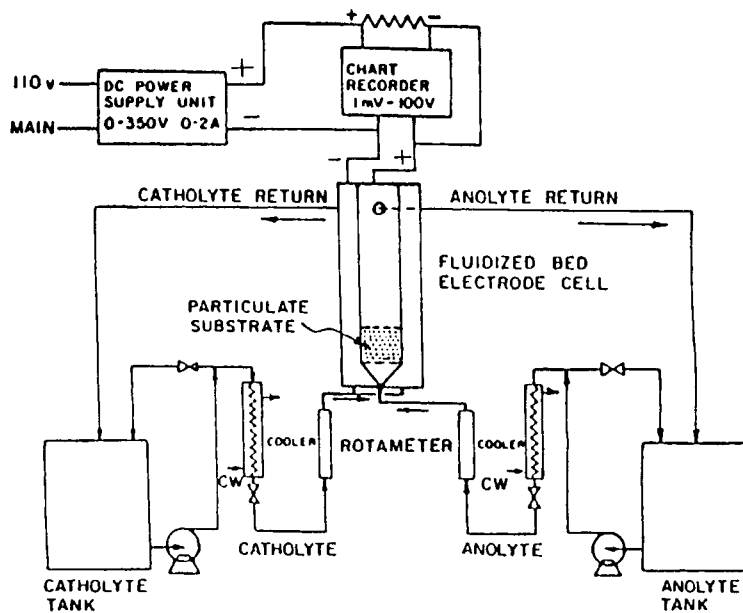 + -
110v
+
DC POWER
SUPPLY UNIT
0-350V 0-2A
MAIN
-
CHART
RECORDER
1mV-100V
- +
CATHOLYTE RETURN
ANOLYTE RETURN
FLUIDIZED BED
ELECTRODE CELL
PARTICULATE
SUBSTRATE
COOLER
ROTAMETER
COOLER
CW
CW
CATHOLYTE
ANOLYTE
CATHOLYTE
TANK
ANOLYTE
TANK